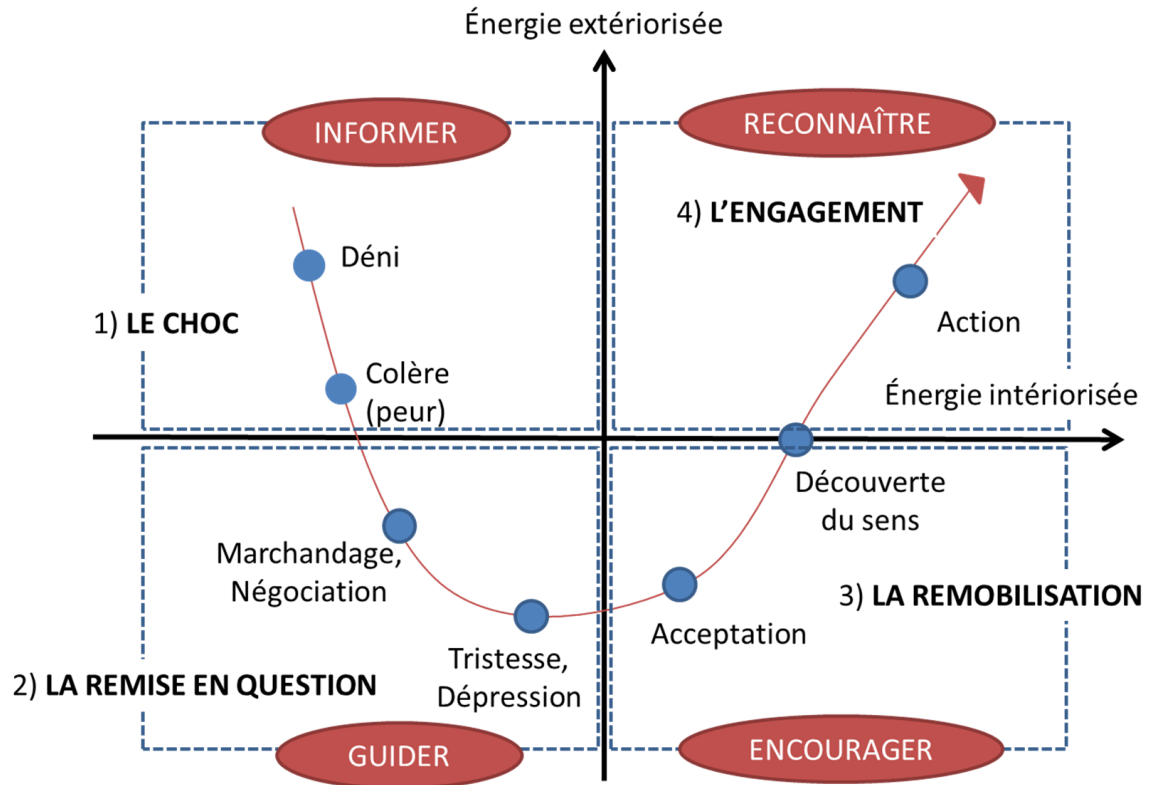 Énergie extériorisée
INFORMER
RECONNAÎTRE
4) L’ENGAGEMENT
Déni
1) LE CHOC
Action
Colère
(peur)
Énergie intériorisée
Découverte
du sens
Marchandage,
Négociation
3) LA REMOBILISATION
Acceptation
Tristesse,
Dépression
2) LA REMISE EN QUESTION
GUIDER
ENCOURAGER